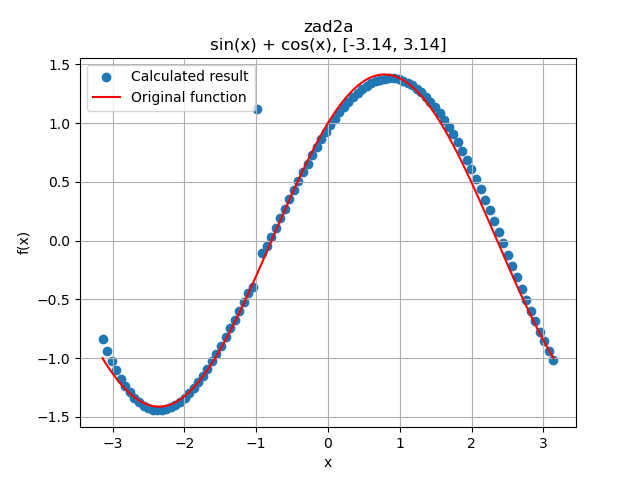 zad2a
sin(x) + cos(x), [-3.14, 3.14]
Calculated result
Original function
1.5
1.0
0.5
0.0
−0.5
−1.0
−1.5
f(x)
−3 −2 −1 0 1 2 3
x